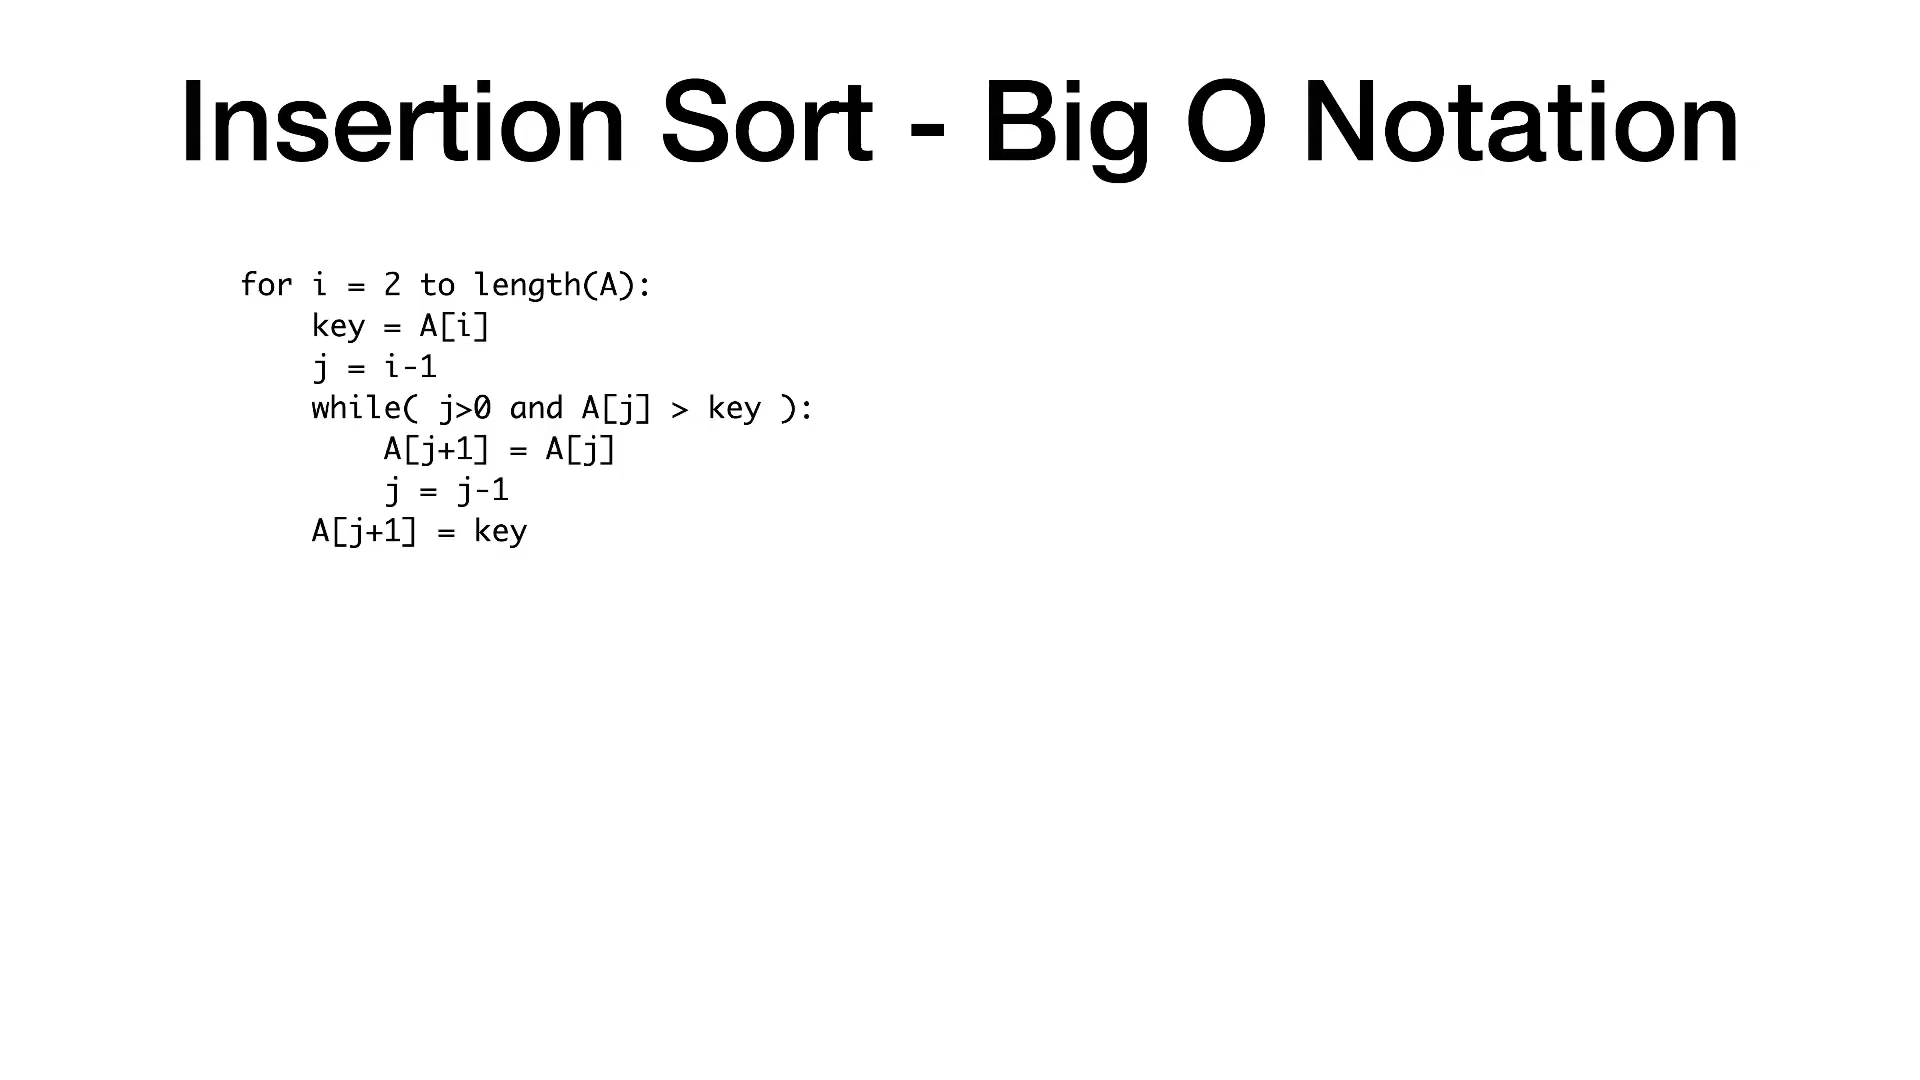 Insertion Sort - Big O Notation
for i = 2 to length(A):
    key = A[i]
    j = i-1
    while( j>0 and A[j] > key ):
        A[j+1] = A[j]
        j = j-1
    A[j+1] = key